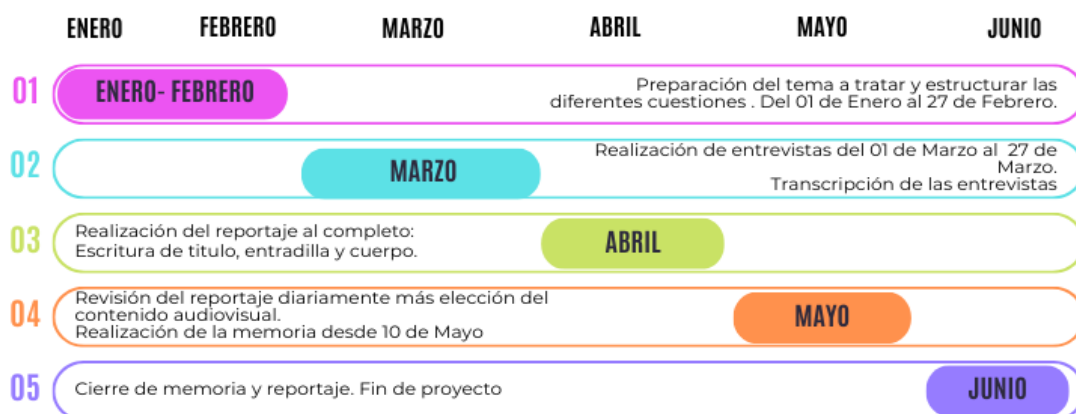 ENERO FEBRERO MARZO ABRIL MAYO JUNIO
01 ENERO- FEBRERO
Preparación del tema a tratar y estructurar las
diferentes cuestiones . Del 01 de Enero al 27 de Febrero.
02 MARZO
Realización de entrevistas del 01 de Marzo al 27 de
Marzo.
Transcripción de las entrevistas
03
Realización del reportaje al completo:
Escritura de titulo, entradilla y cuerpo.
ABRIL
04
Revisión del reportaje diariamente más elección del
contenido audiovisual.
Realización de la memoria desde 10 de Mayo
MAYO
05
Cierre de memoria y reportaje. Fin de proyecto
JUNIO